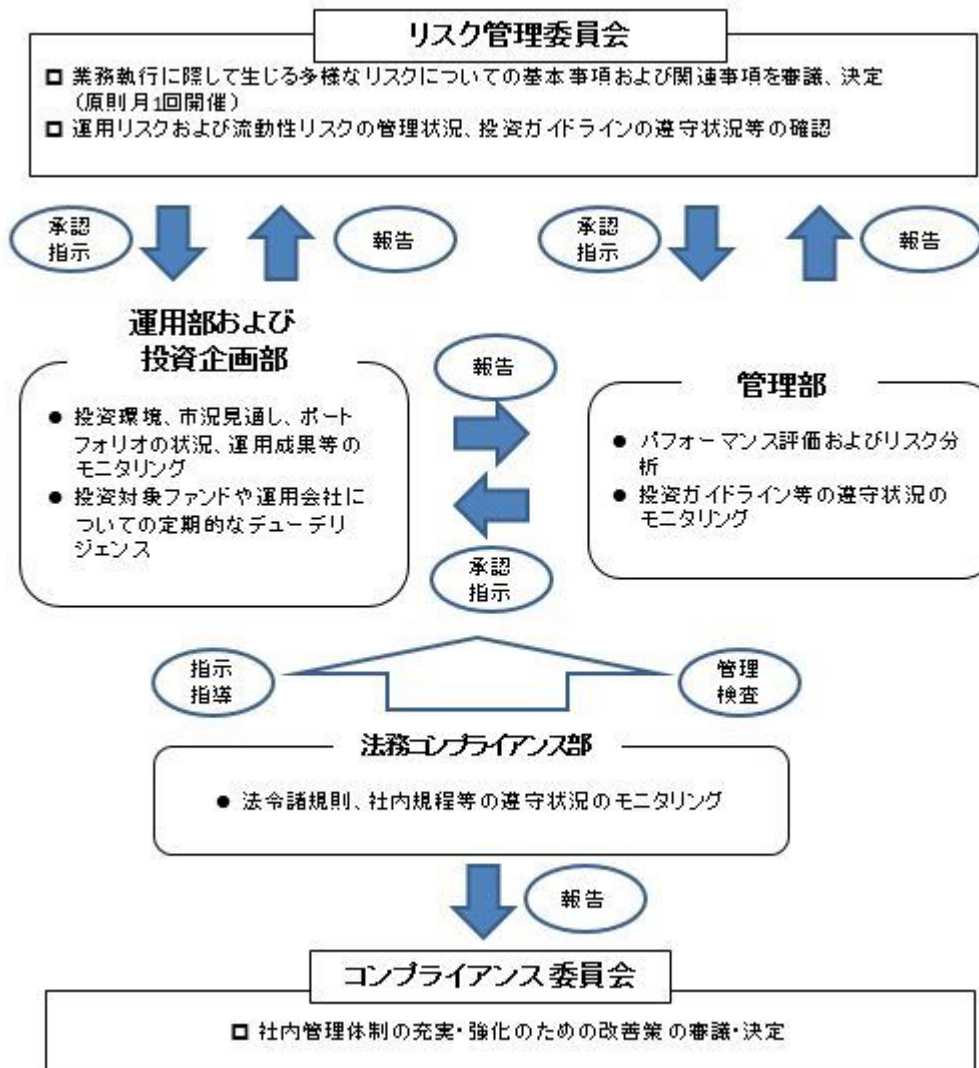 リスク管理委員会
□ 業務執行に際して生じる多様なリスクについての基本事項および関連事項を審議、決定
(原則月1回開催)
□ 運用リスクおよび流動性リスクの管理状況、投資ガイドラインの遵守状況等の確認
承認
指示
報告
承認
指示
報告
運用部および
投資企画部
● 投資環境、市況見通し、ポート
フォリオの状況、運用成果等の
モニタリング
● 投資対象ファンドや運用会社に
ついての定期的なデューデリ
ジェンス
報告
承認
指示
管理部
● パフォーマンス評価およびリスク分
析
● 投資ガイドライン等の遵守状況の
モニタリング
指示
指導
管理
検査
法務コンプライアンス部
● 法令諸規則、社内規程等の遵守状況のモニタリング
報告
コンプライアンス委員会
□ 社内管理体制の充実・強化のための改善策の審議・決定